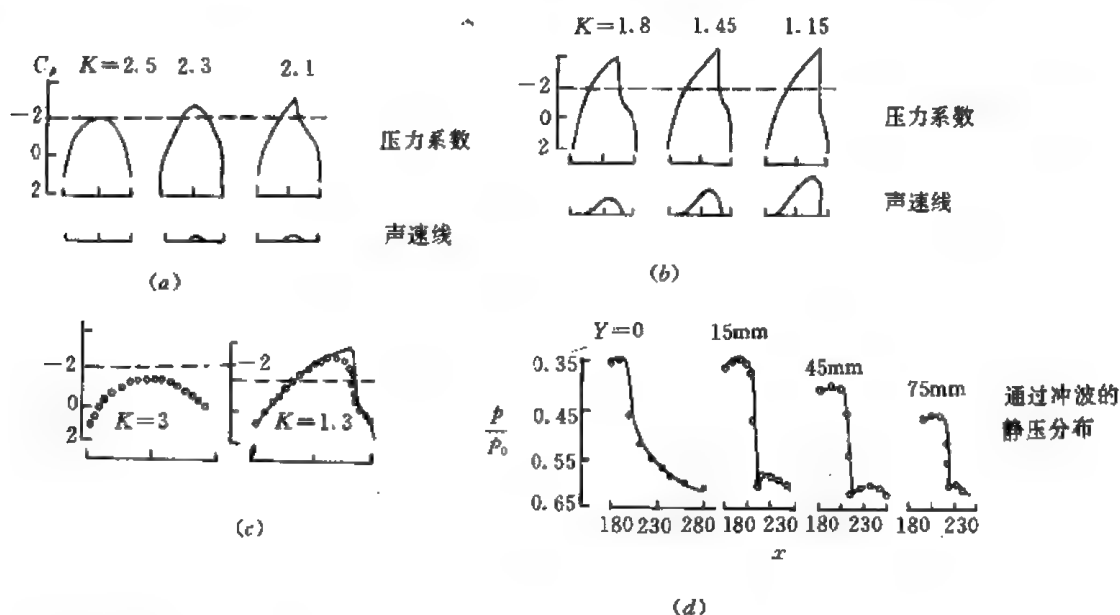 C_p K=2.5 2.3 2.1
-2
0
2
压力系数
声速线
(a)
K=1.8 1.45 1.15
-2
0
2
压力系数
声速线
(b)
-2
0
2
K=3
-2
K=1.3
(c)
Y=0 15mm 45mm 75mm
0.35
0.45
0.55
0.65
p/p₀
180 230 280
180 230
180 230
180 230
x
通过冲波的
静压分布
(d)